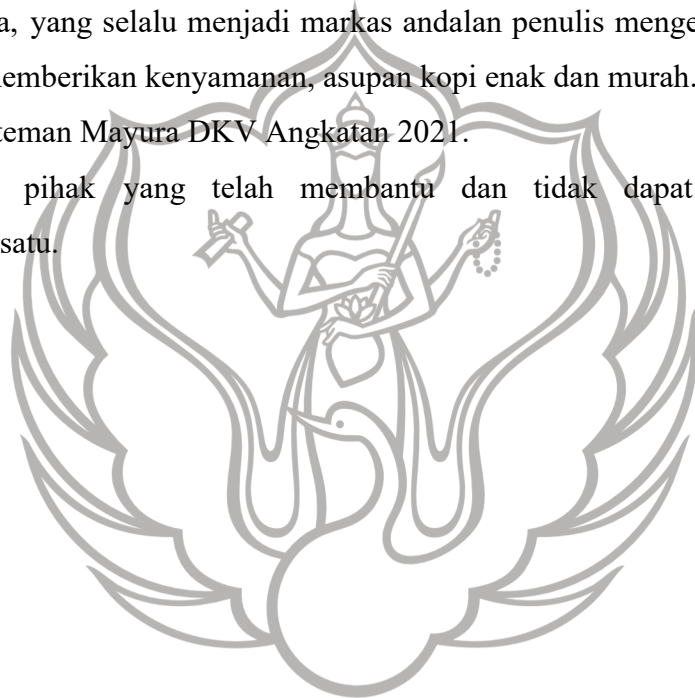 a, yang selalu menjadi markas andalan penulis menge
memberikan kenyamanan, asupan kopi enak dan murah.
teman Mayura DKV Angkatan 2021.
pihak yang telah membantu dan tidak dapat
satu.